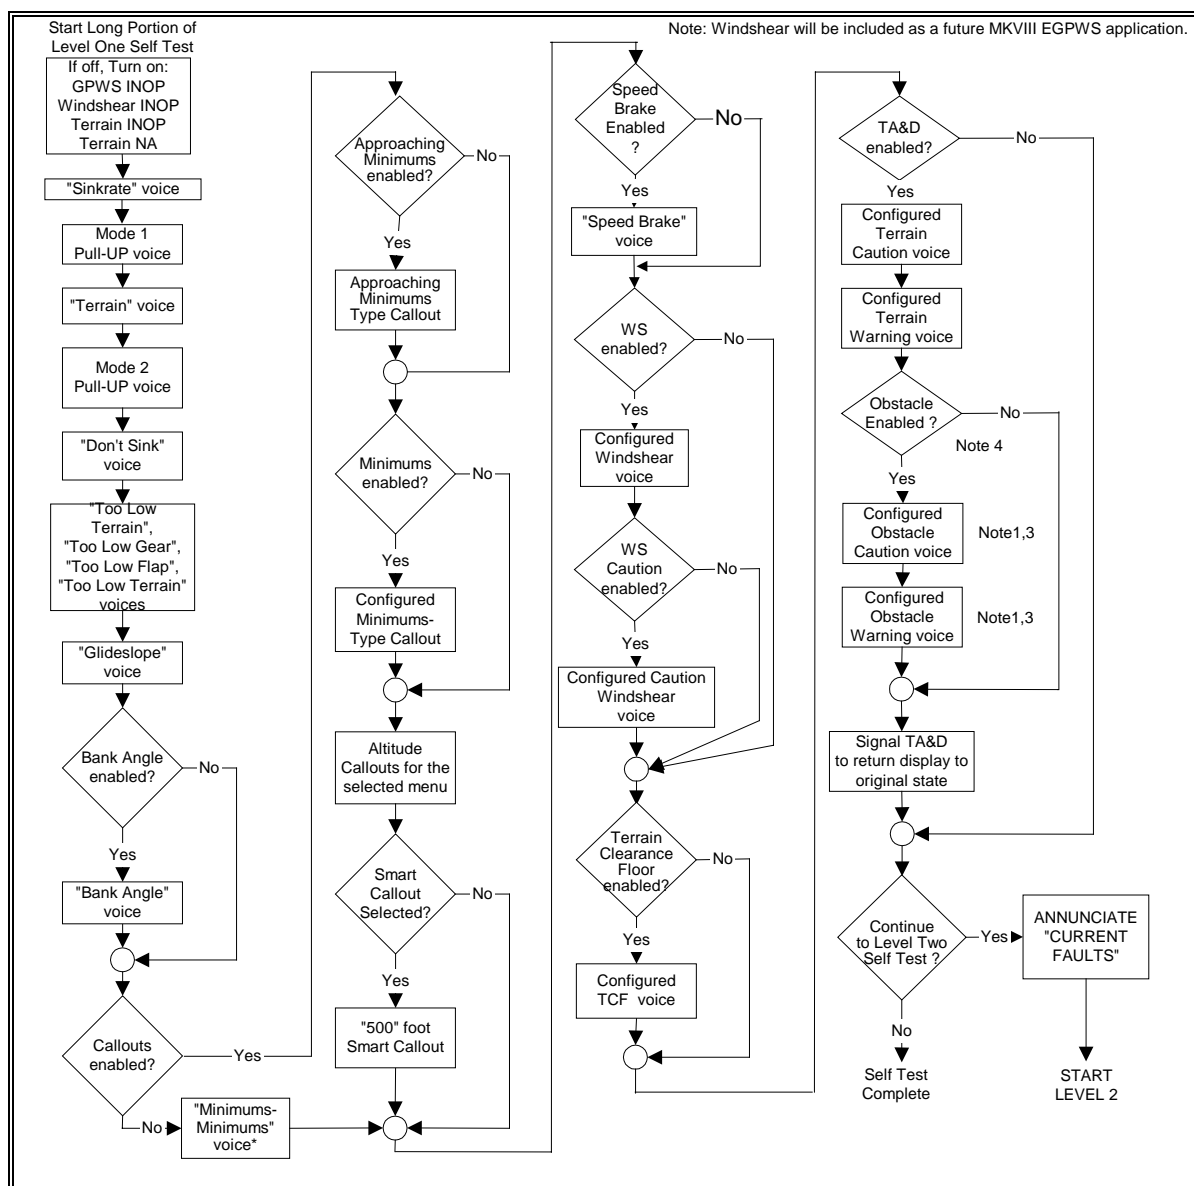 Start Long Portion of
Level One Self Test
If off, Turn on:
GPWS INOP
Windshear INOP
Terrain INOP
Terrain NA
"Sinkrate" voice
Mode 1
Pull-UP voice
"Terrain" voice
Mode 2
Pull-UP voice
"Don't Sink"
voice
"Too Low
Terrain",
"Too Low Gear",
"Too Low Flap",
"Too Low Terrain"
voices
"Glideslope"
voice
Bank Angle
enabled?
No
Yes
"Bank Angle"
voice
Callouts
enabled?
Yes
No
"Minimums-
Minimums"
voice*
Approaching
Minimums
enabled?
No
Yes
Approaching
Minimums
Type Callout
Minimums
enabled?
No
Yes
Configured
Minimums-
Type Callout
Altitude
Callouts for the
selected menu
Smart
Callout
Selected?
No
Yes
"500" foot
Smart Callout
Speed
Brake
Enabled
?
No
Yes
"Speed Brake"
voice
WS
enabled?
No
Yes
Configured
Windshear
voice
WS
Caution
enabled?
No
Yes
Configured Caution
Windshear
voice
Terrain
Clearance
Floor
enabled?
No
Yes
Configured
TCF voice
Note: Windshear will be included as a future MKVIII EGPWS application.
TA&D
enabled?
No
Yes
Configured
Terrain
Caution voice
Configured
Terrain
Warning voice
Obstacle
Enabled ?
No
Note 4
Yes
Configured
Obstacle
Caution voice
Note1,3
Configured
Obstacle
Warning voice
Note1,3
Signal TA&D
to return display to
original state
Continue
to Level Two
Self Test ?
Yes
ANNUNCIATE
"CURRENT
FAULTS"
No
Self Test
Complete
START
LEVEL 2